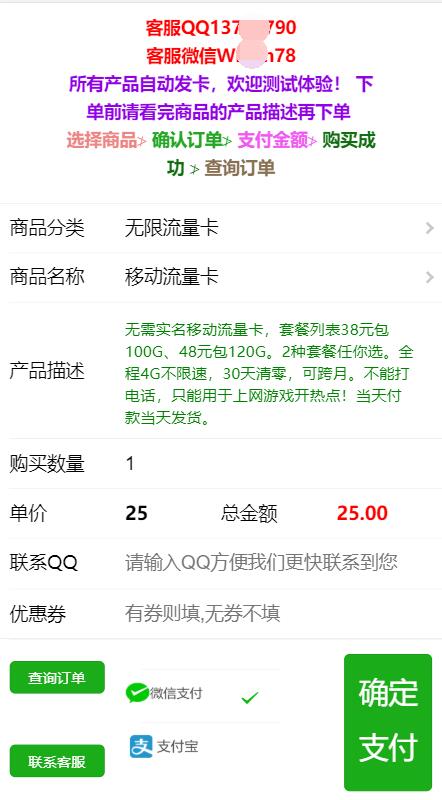 客服QQ137 790
客服微信W n78
所有产品自动发卡，欢迎测试体验！ 下
单前请看完商品的产品描述再下单
选择商品> 确认订单> 支付金额> 购买成
功 > 查询订单
商品分类 无限流量卡
商品名称 移动流量卡
无需实名移动流量卡，套餐列表38元包
100G、48元包120G。2种套餐任你选。全
产品描述 程4G不限速，30天清零，可跨月。不能打
电话，只能用于上网游戏开热点！当天付
款当天发货。
购买数量 1
单价 25 总金额 25.00
联系QQ 请输入QQ方便我们更快联系到您
优惠券 有券则填,无券不填
查询订单 微信支付 确定
联系客服 支付宝 支付